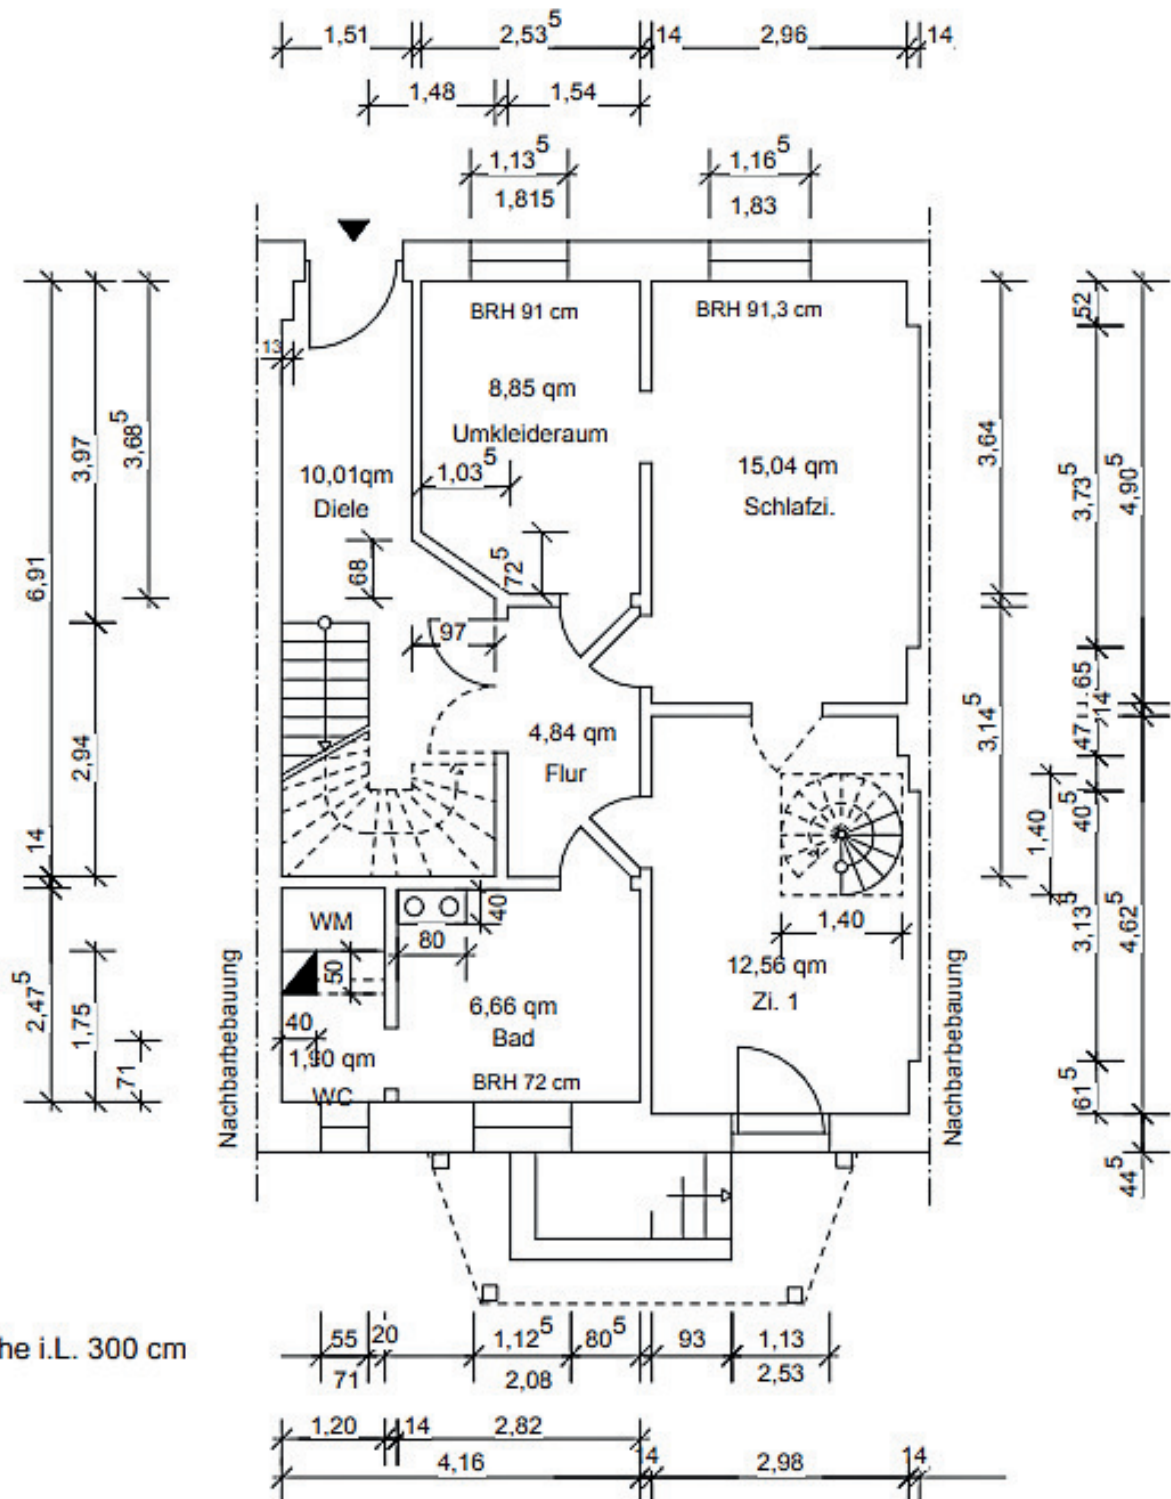 1,51 2,53⁵ 14 2,96 14
1,48 1,54
1,13⁵ 1,16⁵
1,815 1,83
BRH 91 cm BRH 91,3 cm
52
13
8,85 qm
Umkleideraum
3,68⁵ 3,97 3,64 3,73⁵ 4,90⁵
10,01qm 1,03⁵ 15,04 qm
Diele Schlafzi.
6,91 68 72⁵
97
65
14
2,94 4,84 qm 3,14⁵ 47
Flur
14 1,40 40⁵
WM 40
80 1,40 3,13⁵ 4,62⁵
50 12,56 qm
2,47⁵ 1,75 40 6,66 qm Zi. 1
Bad
71 1,90 qm
WC BRH 72 cm 61⁵
Nachbarbebauung Nachbarbebauung
44⁵
he i.L. 300 cm
55 20 1,12⁵ 80⁵ 93 1,13
71 2,08 2,53
1,20 14 2,82
4,16 14 2,98 14